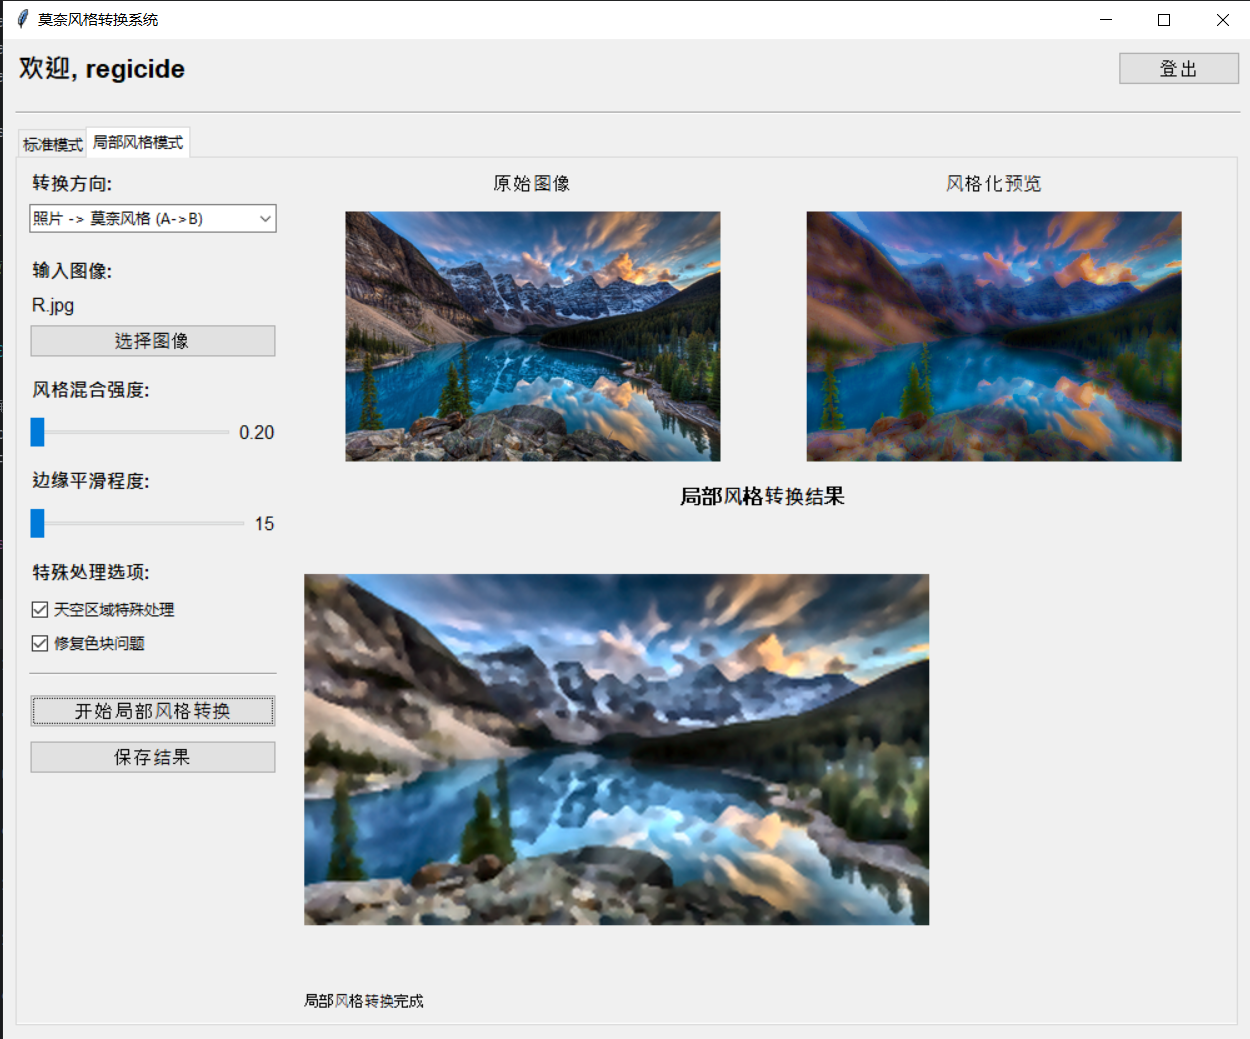 莫奈风格转换系统
欢迎, regicide
登出
标准模式
局部风格模式
转换方向:
照片 -> 莫奈风格 (A->B)
输入图像:
R.jpg
选择图像
风格混合强度:
0.20
边缘平滑程度:
15
特殊处理选项:
天空区域特殊处理
修复色块问题
开始局部风格转换
保存结果
原始图像
风格化预览
局部风格转换结果
局部风格转换完成